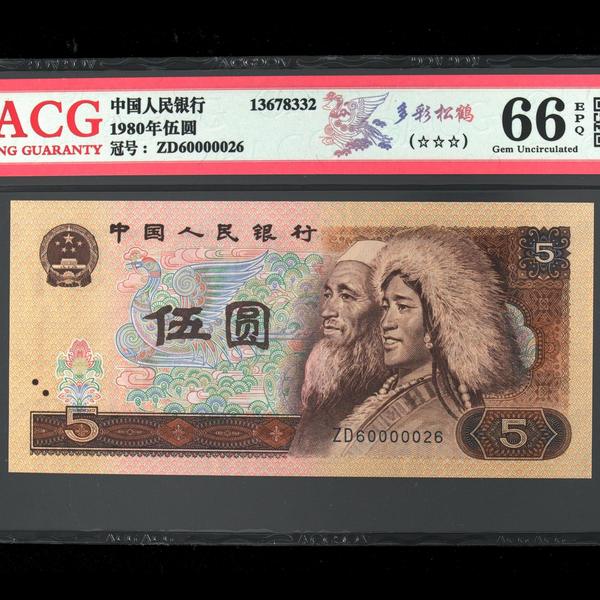 ACG
NG GUARANTY
中国人民银行
1980年伍圆
冠号：ZD60000026
13678332
多彩松鹤
(☆☆☆)
66
EPQ
Gem Uncirculated
中国人民银行
5
伍圆
5
ZD60000026
5